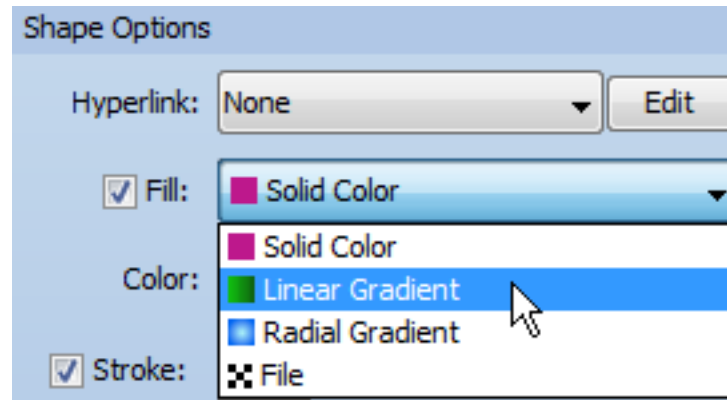 Shape Options
Hyperlink: None Edit
Fill: Solid Color
Solid Color
Color: Linear Gradient
Radial Gradient
Stroke: File